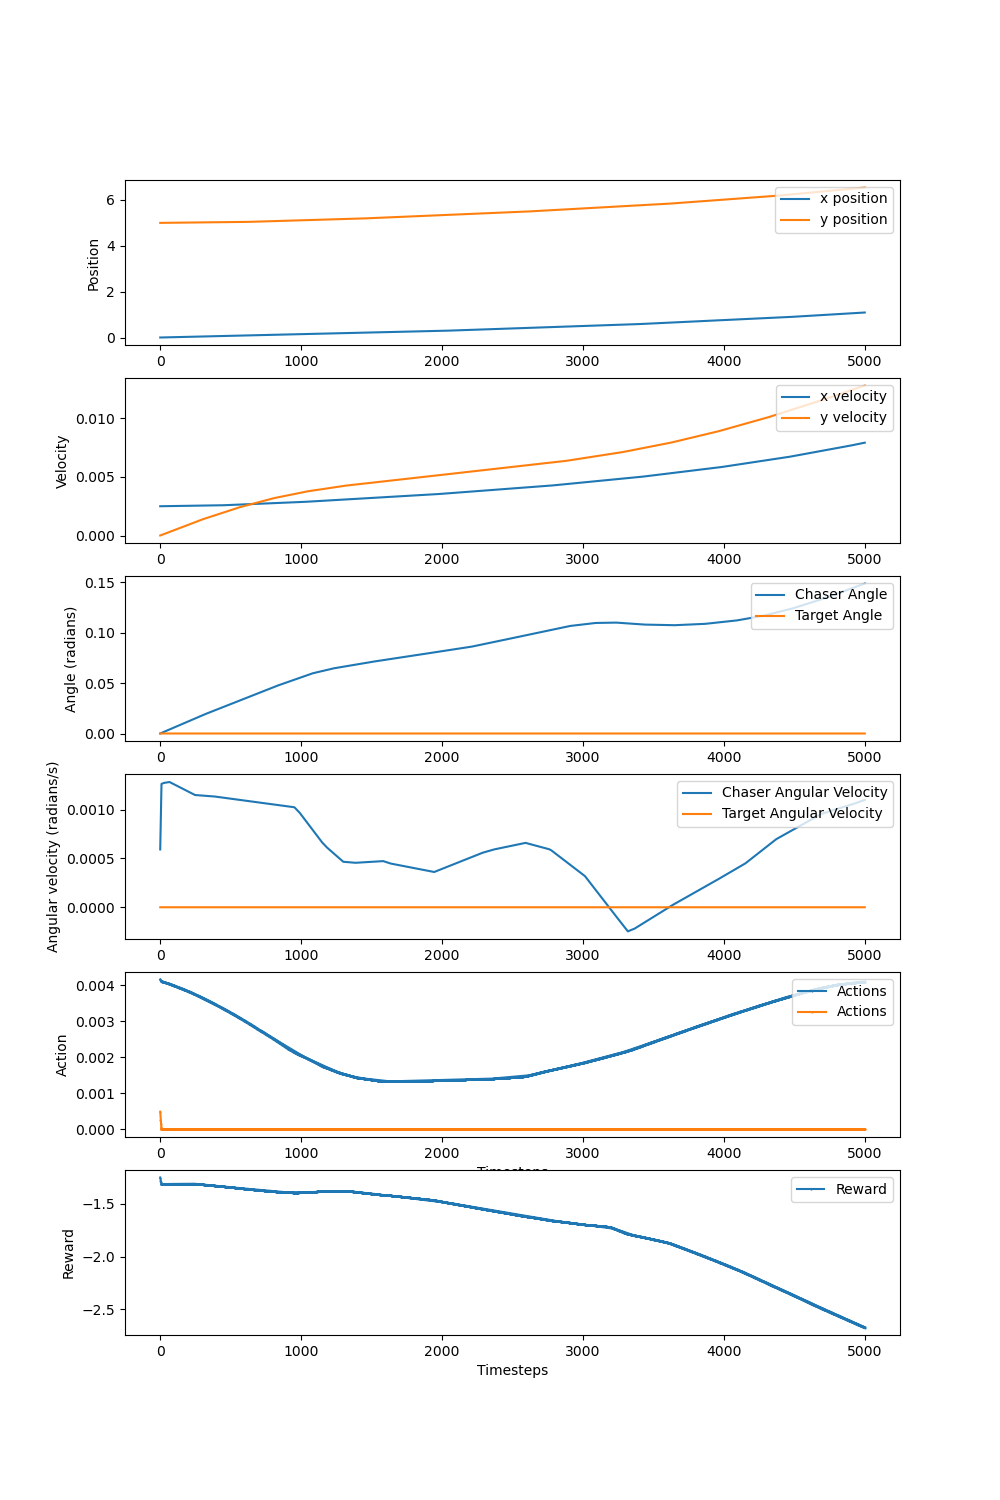 6
4
2
0
Position
x position
y position
0 1000 2000 3000 4000 5000
0.010
0.005
0.000
Velocity
x velocity
y velocity
0 1000 2000 3000 4000 5000
0.15
0.10
0.05
0.00
Angle (radians)
Chaser Angle
Target Angle
0 1000 2000 3000 4000 5000
0.0010
0.0005
0.0000
Angular velocity (radians/s)
Chaser Angular Velocity
Target Angular Velocity
0 1000 2000 3000 4000 5000
0.004
0.003
0.002
0.001
0.000
Action
Actions
Actions
0 1000 2000 3000 4000 5000
Timesteps
−1.5
−2.0
−2.5
Reward
Reward
0 1000 2000 3000 4000 5000
Timesteps